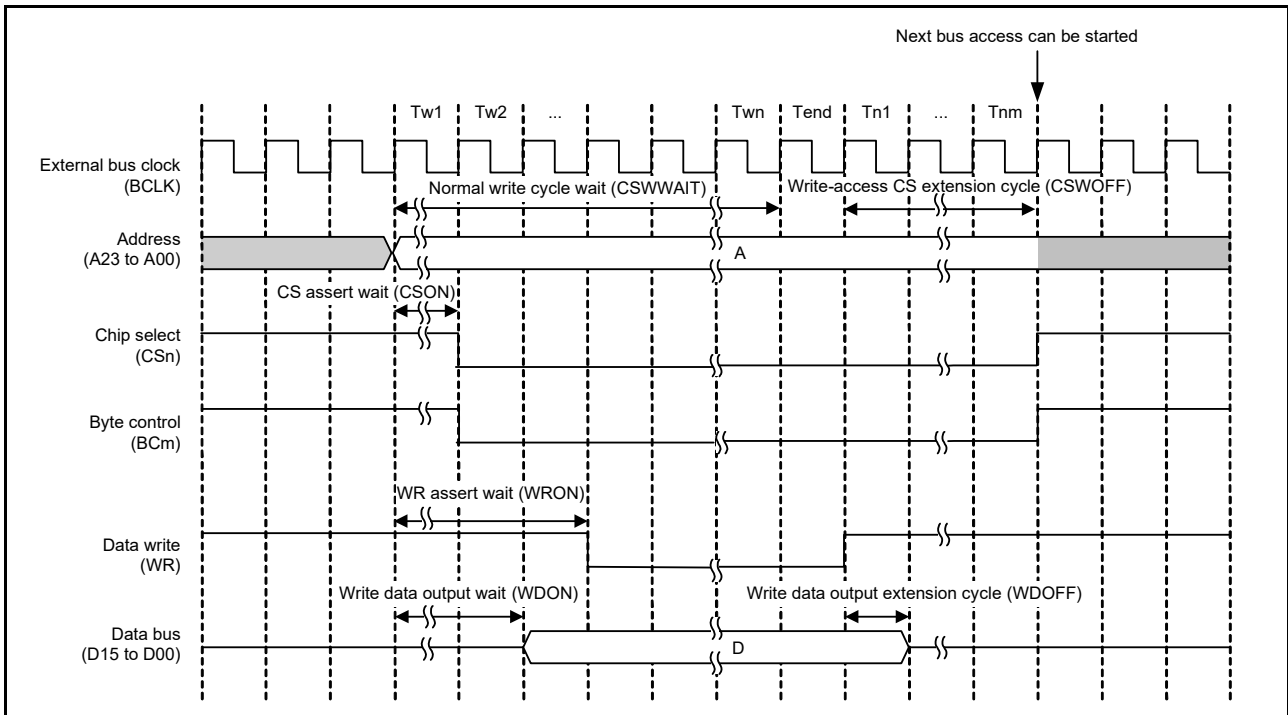 Next bus access can be started
Tw1 Tw2 ... Twn Tend Tn1 ... Tnm
External bus clock
(BCLK)
Normal write cycle wait (CSWWAIT)
Write-access CS extension cycle (CSWOFF)
Address
(A23 to A00)
A
CS assert wait (CSON)
Chip select
(CSn)
Byte control
(BCm)
WR assert wait (WRON)
Data write
(WR)
Write data output wait (WDON)
Write data output extension cycle (WDOFF)
Data bus
(D15 to D00)
D